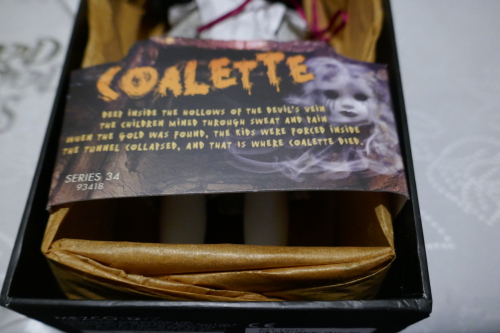 COALETTE
DEEP INSIDE THE HOLLOWS OF THE DEVIL'S VEIN
THE CHILDREN MINED THROUGH SWEAT AND PAIN
WHEN THE GOLD WAS FOUND, THE KIDS WERE FORCED INSIDE
THE TUNNEL COLLAPSED, AND THAT IS WHERE COALETTE DIED.
SERIES 34
93418
CE